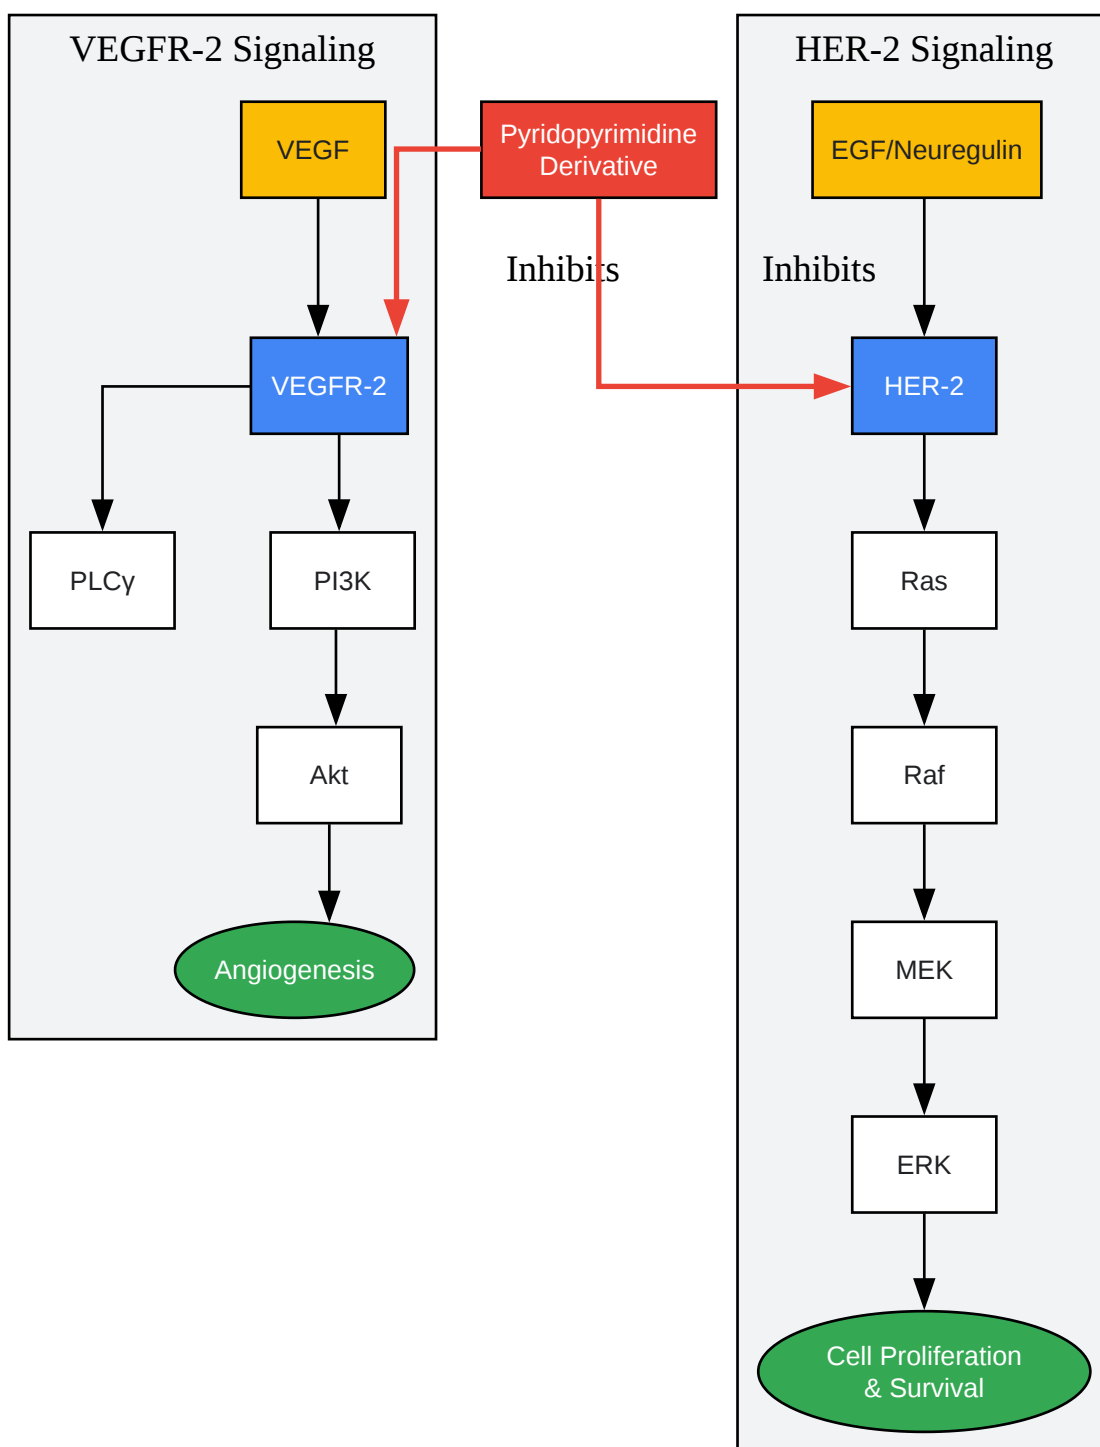 VEGFR-2 Signaling
HER-2 Signaling
VEGF
Pyridopyrimidine
Derivative
EGF/Neuregulin
Inhibits
Inhibits
VEGFR-2
HER-2
PLCγ
PI3K
Ras
Akt
Raf
Angiogenesis
MEK
ERK
Cell Proliferation
& Survival